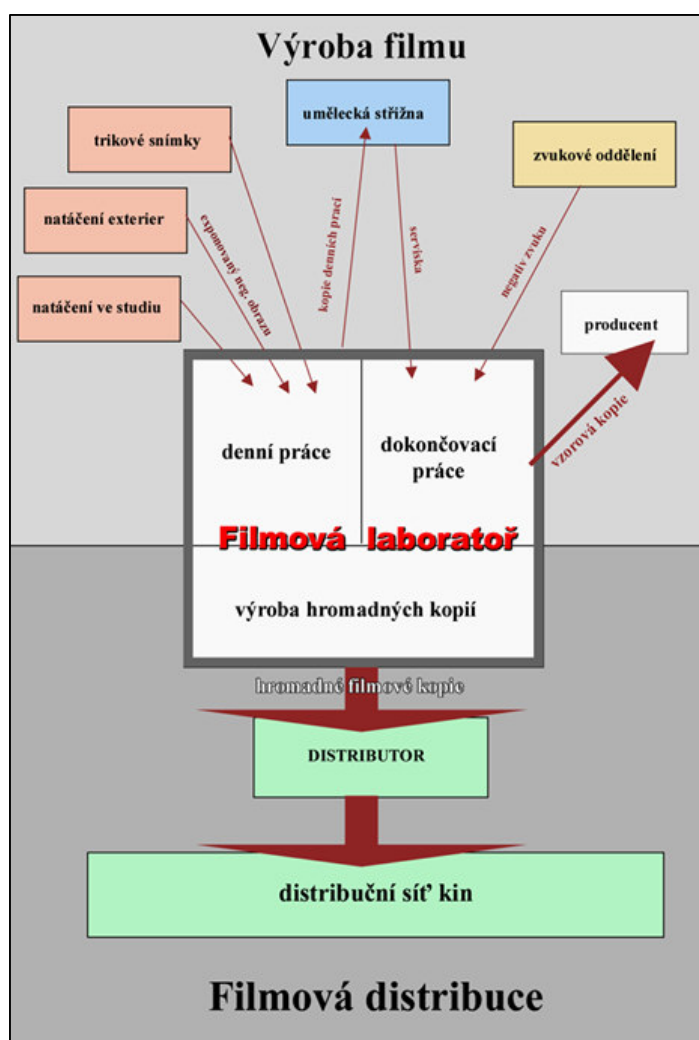 Výroba filmu
umělecká střižna
trikové snímky
zvukové oddělení
natáčení exterier
exponovaný neg. obrazu
kopie denních prací
serviska
negativ zvuku
natáčení ve studiu
producent
vzorová kopie
denní práce
dokončovací
práce
Filmová laboratoř
výroba hromadných kopií
hromadné filmové kopie
DISTRIBUTOR
distribuční síť kin
Filmová distribuce